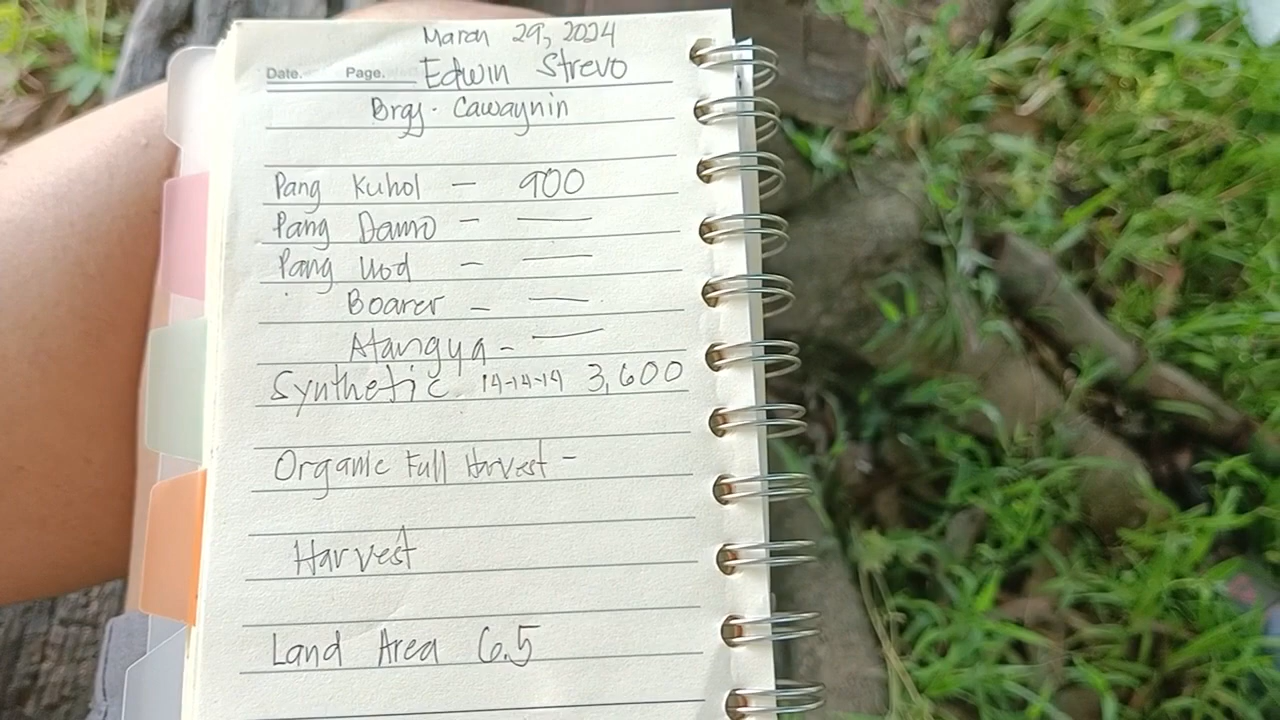 March 29, 2024
Date. Page. Edwin Strevo
Brgy. Cawaynin
Pang Kuhol — 900
Pang Damo - —
Pang Uod - —
Boarer - —
Atangya - —
Synthetic 14-14-14 3,600
Organic Full Harvest -
Harvest
Land Area 6.5